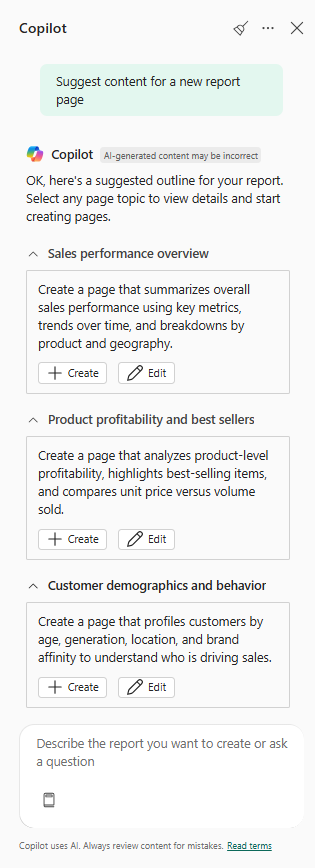 Copilot
Suggest content for a new report
page
Copilot AI-generated content may be incorrect
OK, here's a suggested outline for your report.
Select any page topic to view details and start
creating pages.
Sales performance overview
Create a page that summarizes overall
sales performance using key metrics,
trends over time, and breakdowns by
product and geography.
Create Edit
Product profitability and best sellers
Create a page that analyzes product-level
profitability, highlights best-selling items,
and compares unit price versus volume
sold.
Create Edit
Customer demographics and behavior
Create a page that profiles customers by
age, generation, location, and brand
affinity to understand who is driving sales.
Create Edit
Describe the report you want to create or ask
a question
Copilot uses AI. Always review content for mistakes. Read terms